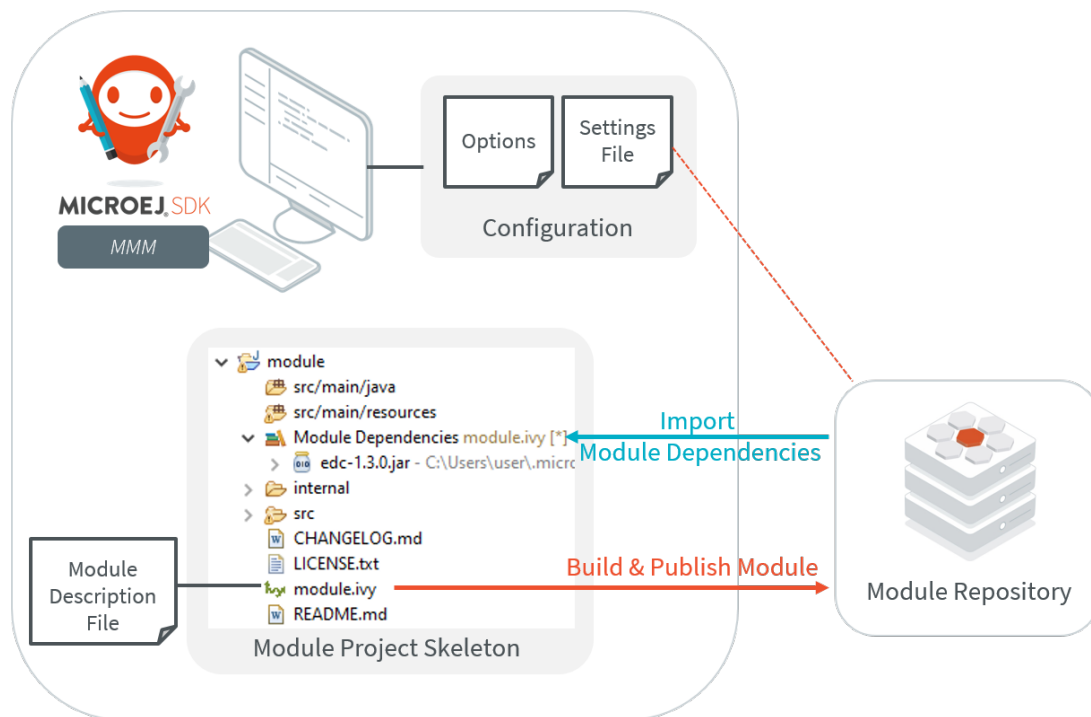 MICROEJ® SDK
MMM
Options
Settings
File
Configuration
module
src/main/java
src/main/resources
Module Dependencies module.ivy [*]
edc-1.3.0.jar - C:\Users\user\.micro
internal
src
CHANGELOG.md
LICENSE.txt
module.ivy
README.md
Module Project Skeleton
Module
Description
File
Import
Module Dependencies
Build & Publish Module
Module Repository